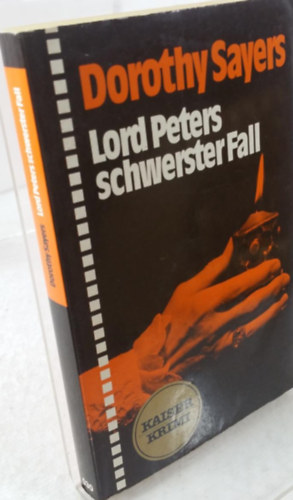 Dorothy Sayers
Lord Peters
schwerster Fall
KAISER
KRIMI
Dorothy Sayers Lord Peters schwerster Fall